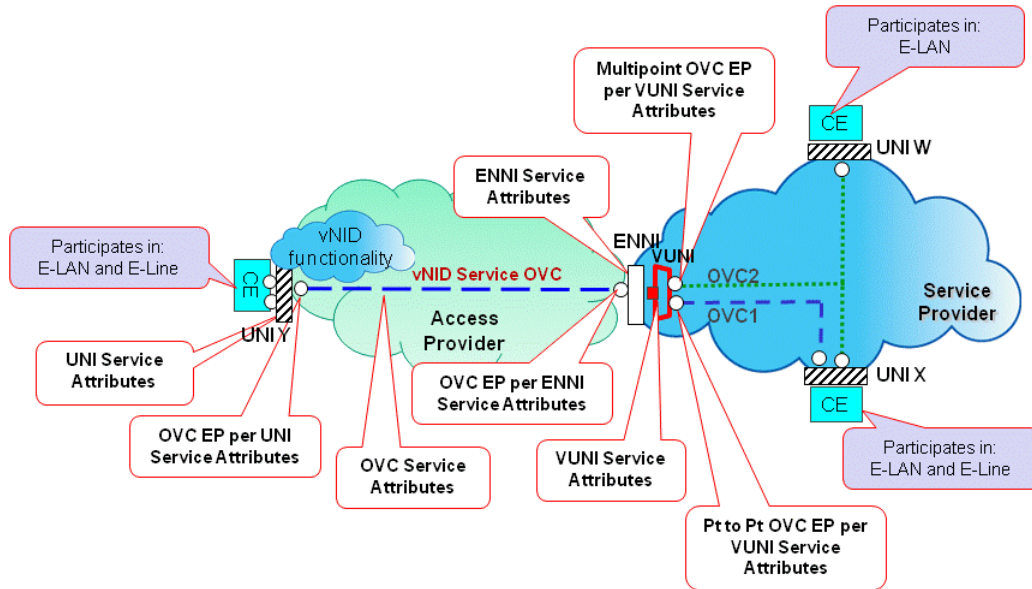 Participates in:
E-LAN
Multipoint OVC EP
per VUNI Service
Attributes
CE
UNI W
ENNI Service
Attributes
Participates in:
E-LAN and E-Line
vNID
functionality
ENNI
VUNI
CE
vNID Service OVC
OVC2
OVC1
Service
Provider
UNI Y
Access
Provider
UNI Service
Attributes
OVC EP per ENNI
Service Attributes
UNI X
CE
OVC EP per UNI
Service Attributes
OVC Service
Attributes
VUNI Service
Attributes
Participates in:
E-LAN and E-Line
Pt to Pt OVC EP per
VUNI Service
Attributes